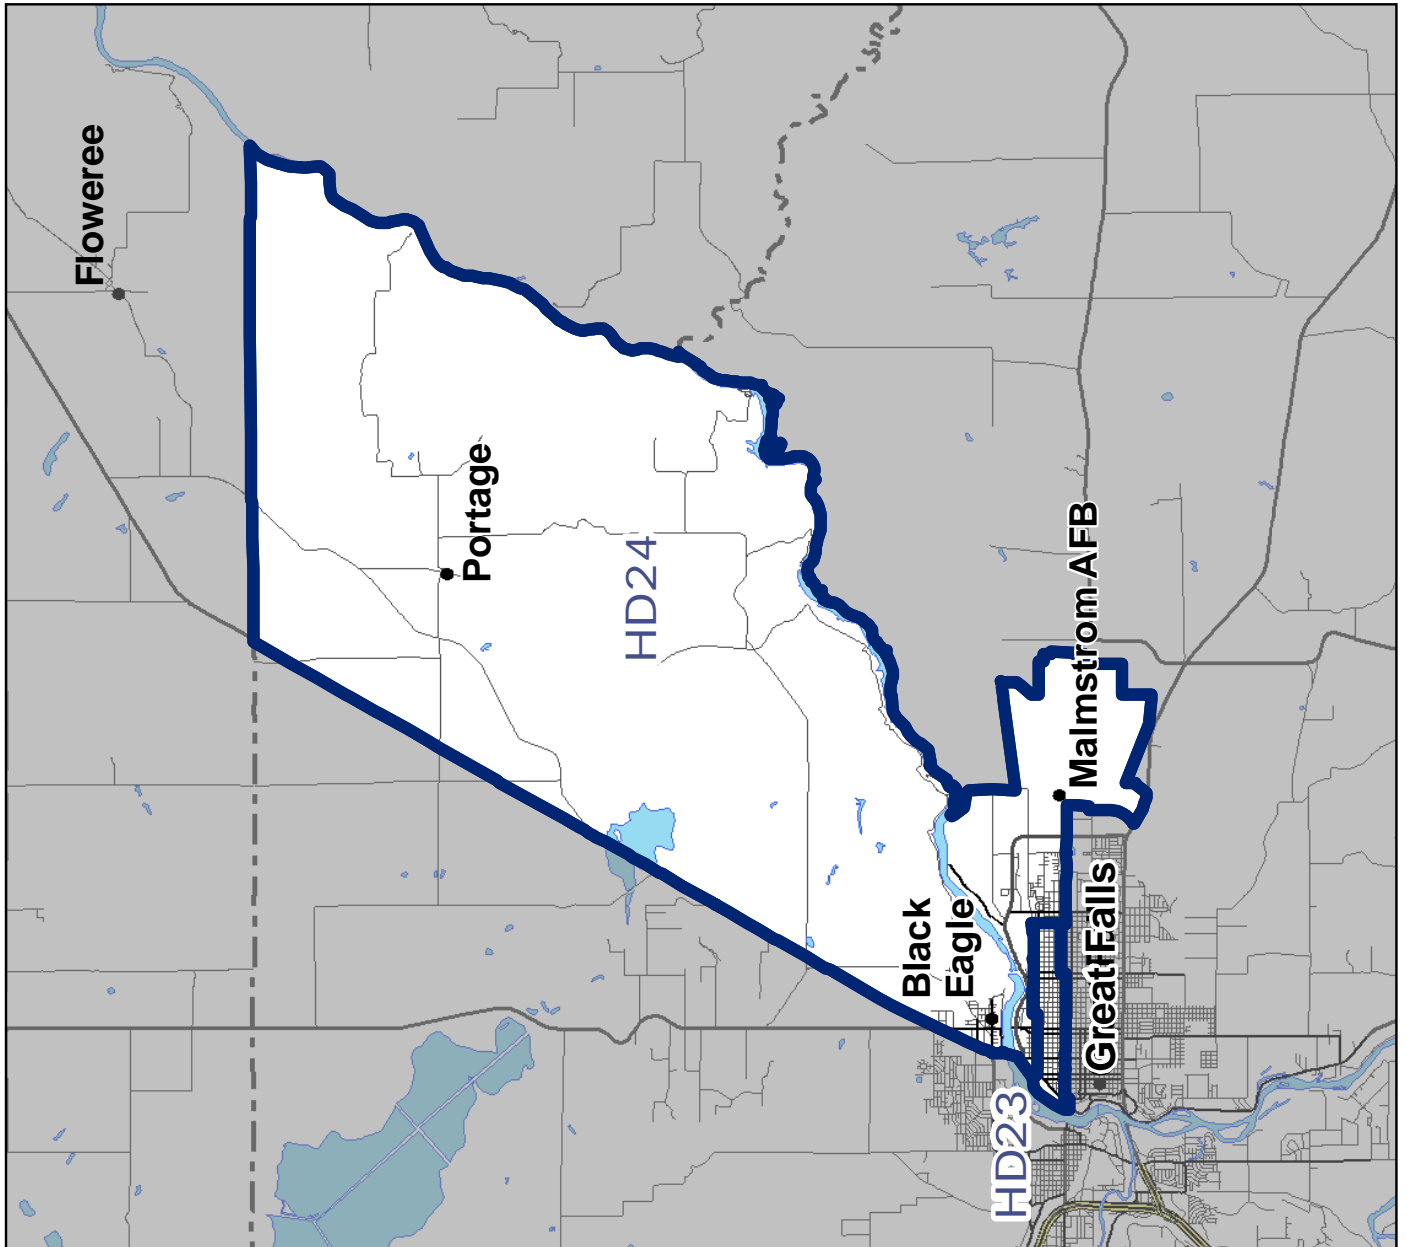 Floweree
Portage
HD24
Malmstrom AFB
Black
Eagle
Great Falls
HD23